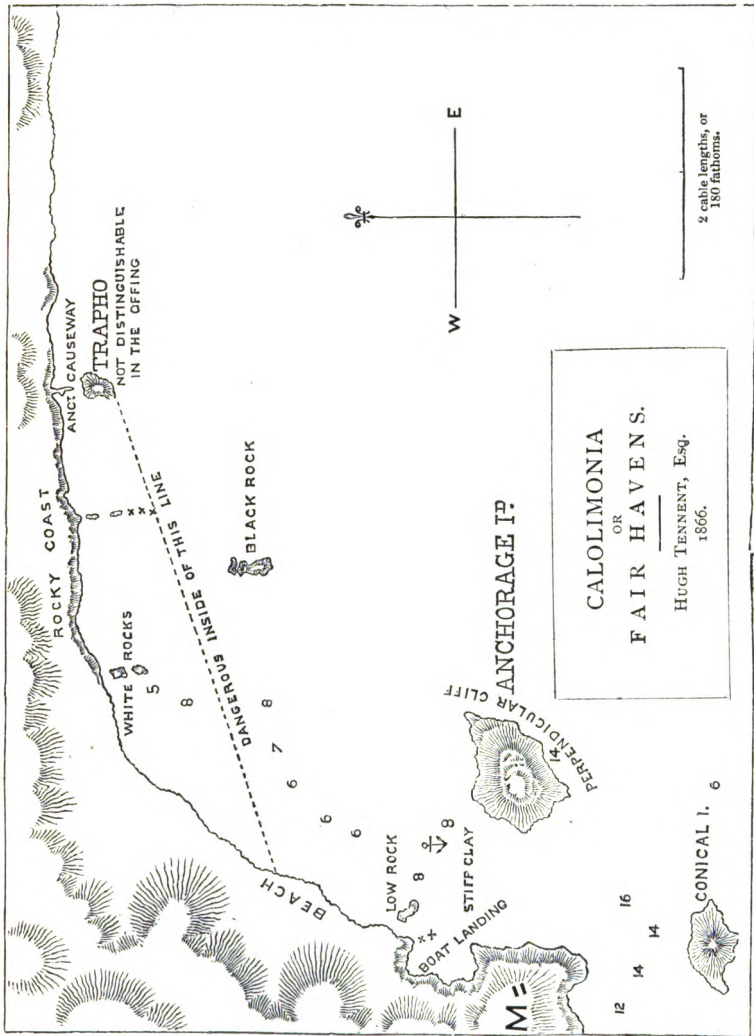 ROCKY COAST
ANCT CAUSEWAY
TRAPHO
NOT DISTINGUISHABLE
IN THE OFFING
WHITE ROCKS
5
8
DANGEROUS INSIDE OF THIS LINE
BLACK ROCK
8
7
6
6
6
BEACH
LOW ROCK
8
8
STIFF CLAY
BOAT LANDING
M=
ANCHORAGE ID
PERPENDICULAR CLIFF
14
W
E
16
14
14
12
CONICAL I.
6
CALOLIMONIA
OR
FAIR HAVENS.
HUGH TENNENT, Esq.
1866.
2 cable lengths, or
180 fathoms.